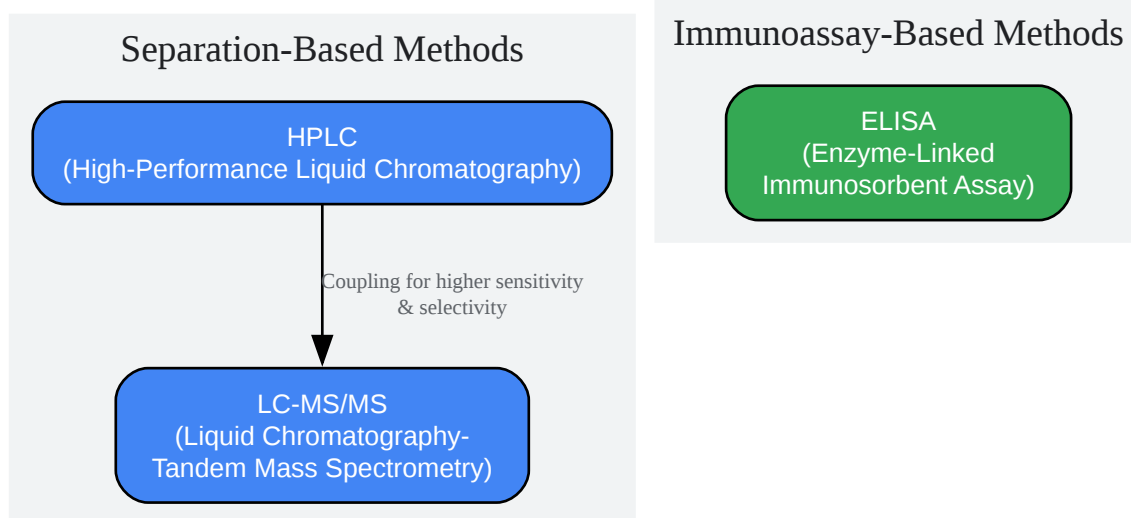 Separation-Based Methods
HPLC
(High-Performance Liquid Chromatography)
Coupling for higher sensitivity
& selectivity
LC-MS/MS
(Liquid Chromatography-
Tandem Mass Spectrometry)
Immunoassay-Based Methods
ELISA
(Enzyme-Linked
Immunosorbent Assay)